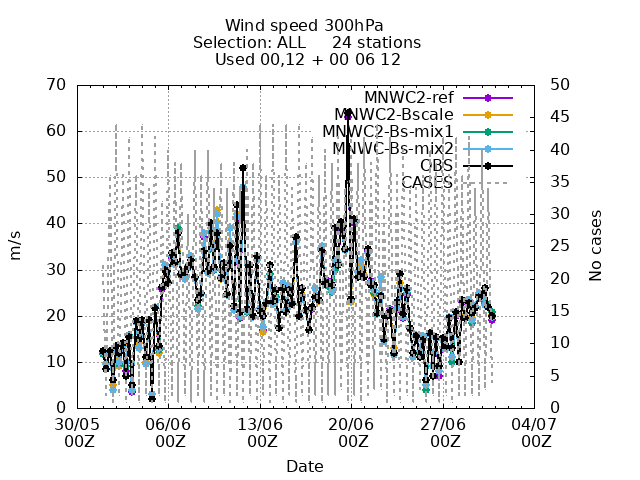 Wind speed 300hPa
Selection: ALL 24 stations
Used 00,12 + 00 06 12
70 50
MNWC2-ref
MNWC2-Bscale
MNWC2-Bs-mix1
MNWC-Bs-mix2
OBS
CASES
60
50
40
30
20
10
0
45
40
35
30
25
20
15
10
5
0
m/s
No cases
30/05 06/06 13/06 20/06 27/06 04/07
00Z 00Z 00Z 00Z 00Z 00Z
Date